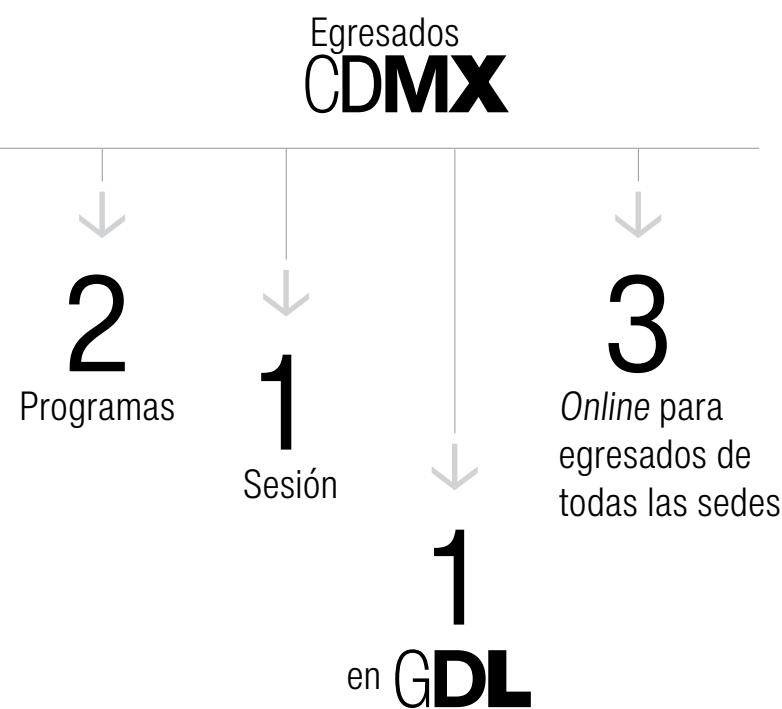 Egresados
CDMX
2
Programas
1
Sesión
1
en GDL
3
Online para
egresados de
todas las sedes